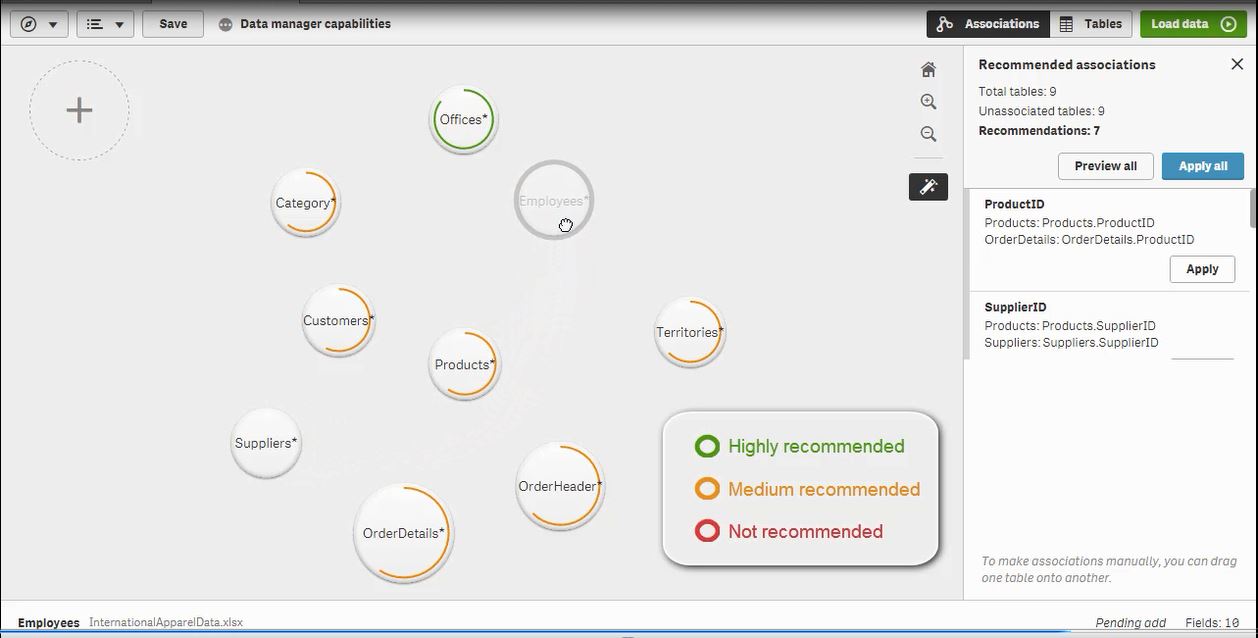 Save
Data manager capabilities
Associations
Tables
Load data
Recommended associations
Total tables: 9
Unassociated tables: 9
Recommendations: 7
Preview all
Apply all
ProductID
Products: Products.ProductID
OrderDetails: OrderDetails.ProductID
Apply
SupplierID
Products: Products.SupplierID
Suppliers: Suppliers.SupplierID
To make associations manually, you can drag
one table onto another.
Offices*
Employees*
Category*
Customers*
Territories*
Products*
Suppliers*
OrderHeader*
OrderDetails*
Highly recommended
Medium recommended
Not recommended
Employees InternationalApparelData.xlsx
Pending add Fields: 10